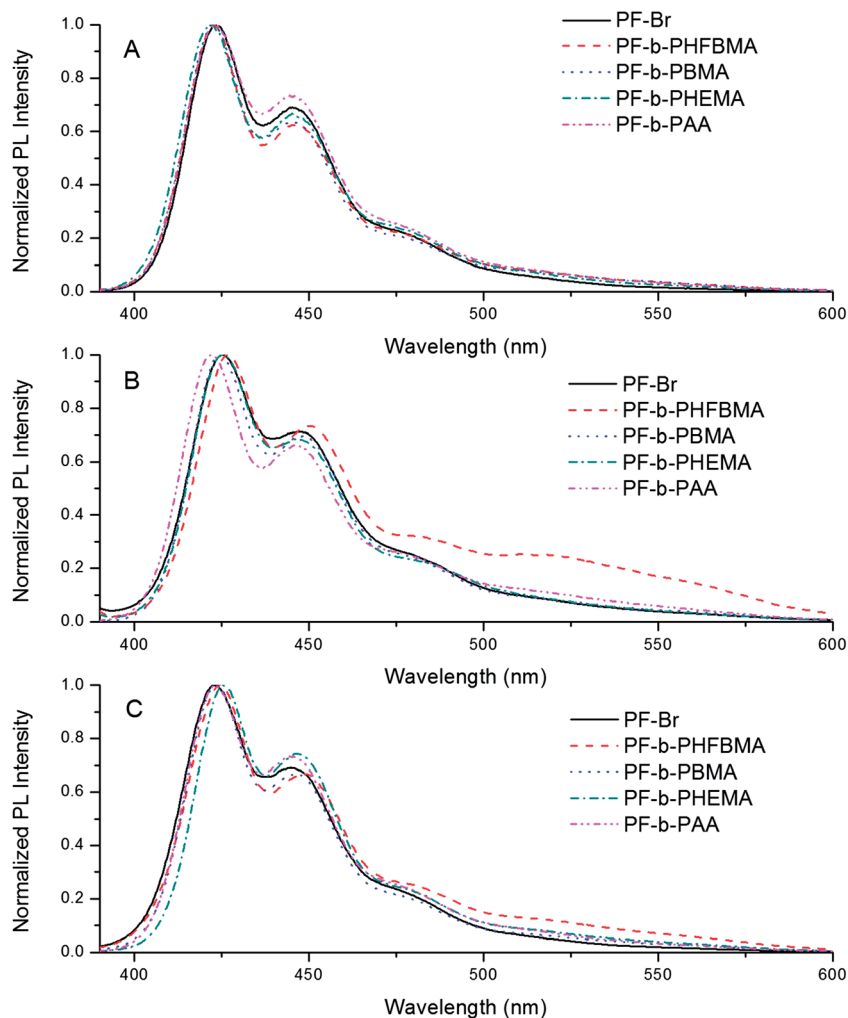 A
Normalized PL Intensity
1.0
0.8
0.6
0.4
0.2
0.0
400
450
500
550
600
Wavelength (nm)
PF-Br
PF-b-PHFBMA
PF-b-PBMA
PF-b-PHEMA
PF-b-PAA
B
Normalized PL Intensity
1.0
0.8
0.6
0.4
0.2
0.0
400
450
500
550
600
Wavelength (nm)
PF-Br
PF-b-PHFBMA
PF-b-PBMA
PF-b-PHEMA
PF-b-PAA
C
Normalized PL Intensity
1.0
0.8
0.6
0.4
0.2
0.0
400
450
500
550
600
Wavelength (nm)
PF-Br
PF-b-PHFBMA
PF-b-PBMA
PF-b-PHEMA
PF-b-PAA